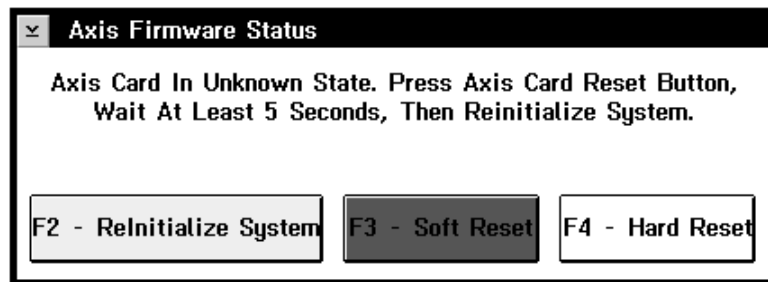 Axis Firmware Status
Axis Card In Unknown State. Press Axis Card Reset Button,
Wait At Least 5 Seconds, Then Reinitialize System.
F2 - ReInitialize System
F3 - Soft Reset
F4 - Hard Reset